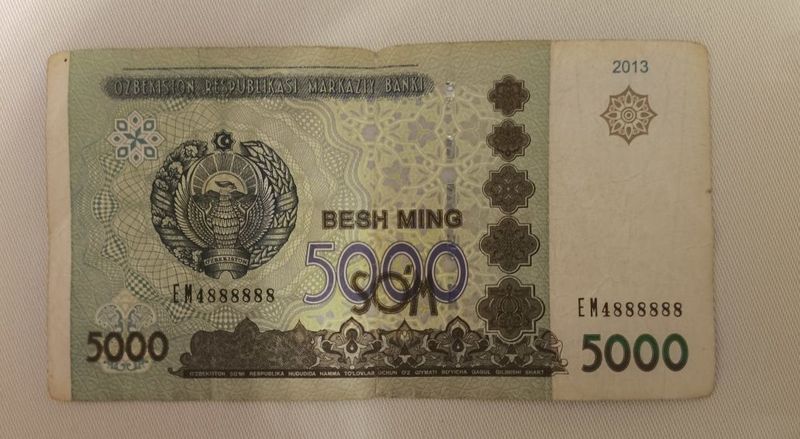 2013
O'ZBEKISTON RESPUBLIKASI MARKAZIY BANKI
O'ZBEKISTON
BESH MING
5000
SO'M
EM4888888
EM4888888
5000
5000
O'ZBEKISTON SO'MI RESPUBLIKA HUDUDIDA HAMMA TO'LOVLAR UCHUN O'Z QIYMATI BO'YICHA QABUL QILINISHI SHART